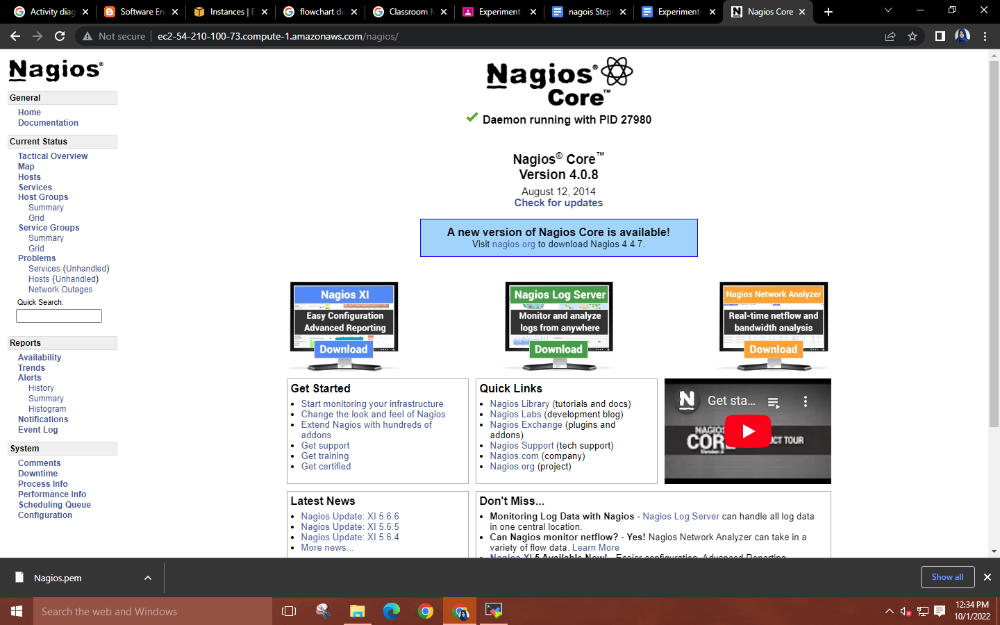 Activity diag
Software En
Instances | E
flowchart di
Classroom M
Experiment
nagois Step
Experiment-
Nagios Core
Not secure
ec2-54-210-100-73.compute-1.amazonaws.com/nagios/
Nagios®
General
Home
Documentation
Current Status
Tactical Overview
Map
Hosts
Services
Host Groups
Summary
Grid
Service Groups
Summary
Grid
Problems
Services (Unhandled)
Hosts (Unhandled)
Network Outages
Quick Search:
Reports
Availability
Trends
Alerts
History
Summary
Histogram
Notifications
Event Log
System
Comments
Downtime
Process Info
Performance Info
Scheduling Queue
Configuration
Nagios®
Core™
Daemon running with PID 27980
Nagios® Core™
Version 4.0.8
August 12, 2014
Check for updates
A new version of Nagios Core is available!
Visit nagios.org to download Nagios 4.4.7.
Nagios XI
Easy Configuration
Advanced Reporting
Download
Nagios Log Server
Monitor and analyze
logs from anywhere
Download
Nagios Network Analyzer
Real-time netflow and
bandwidth analysis
Download
Get Started
Start monitoring your infrastructure
Change the look and feel of Nagios
Extend Nagios with hundreds of
addons
Get support
Get training
Get certified
Quick Links
Nagios Library (tutorials and docs)
Nagios Labs (development blog)
Nagios Exchange (plugins and
addons)
Nagios Support (tech support)
Nagios.com (company)
Nagios.org (project)
N
Get sta...
NAGIOS
CORE
CT TOUR
Latest News
Nagios Update: XI 5.6.6
Nagios Update: XI 5.6.5
Nagios Update: XI 5.6.4
More news...
Don't Miss...
Monitoring Log Data with Nagios - Nagios Log Server can handle all log data
in one central location.
Can Nagios monitor netflow? - Yes! Nagios Network Analyzer can take in a
variety of flow data. Learn More
Nagios XI 5 Available Now! - Easier configuration, Advanced Reporting,
Nagios.pem
Show all
Search the web and Windows
12:34 PM
10/1/2022